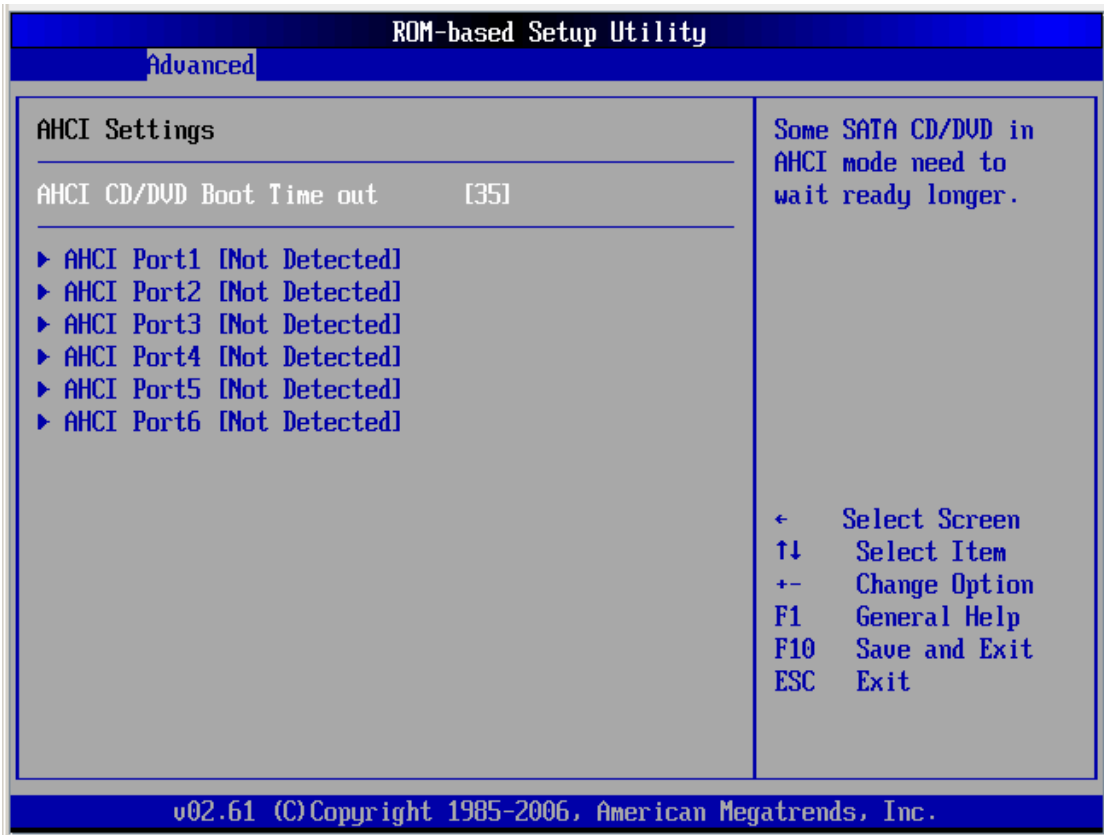 ROM-based Setup Utility
Advanced
AHCI Settings
AHCI CD/DVD Boot Time out [35]
► AHCI Port1 [Not Detected]
► AHCI Port2 [Not Detected]
► AHCI Port3 [Not Detected]
► AHCI Port4 [Not Detected]
► AHCI Port5 [Not Detected]
► AHCI Port6 [Not Detected]
Some SATA CD/DVD in
AHCI mode need to
wait ready longer.
← Select Screen
↑↓ Select Item
+- Change Option
F1 General Help
F10 Save and Exit
ESC Exit
v02.61 (C)Copyright 1985-2006, American Megatrends, Inc.